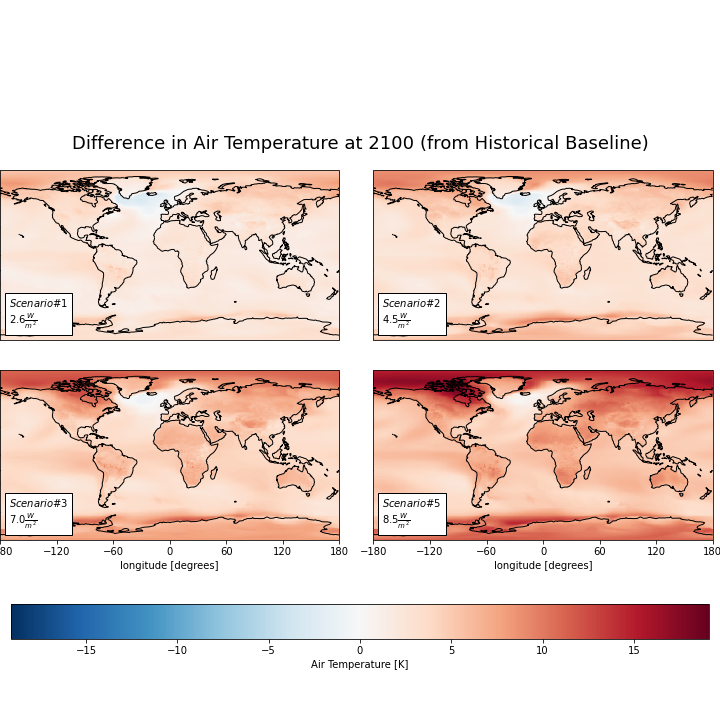 Difference in Air Temperature at 2100 (from Historical Baseline)
Scenario#1
2.6 W/m²
Scenario#2
4.5 W/m²
Scenario#3
7.0 W/m²
Scenario#5
8.5 W/m²
80 −120 −60 0 60 120 180
longitude [degrees]
−180 −120 −60 0 60 120 180
longitude [degrees]
−15 −10 −5 0 5 10 15
Air Temperature [K]